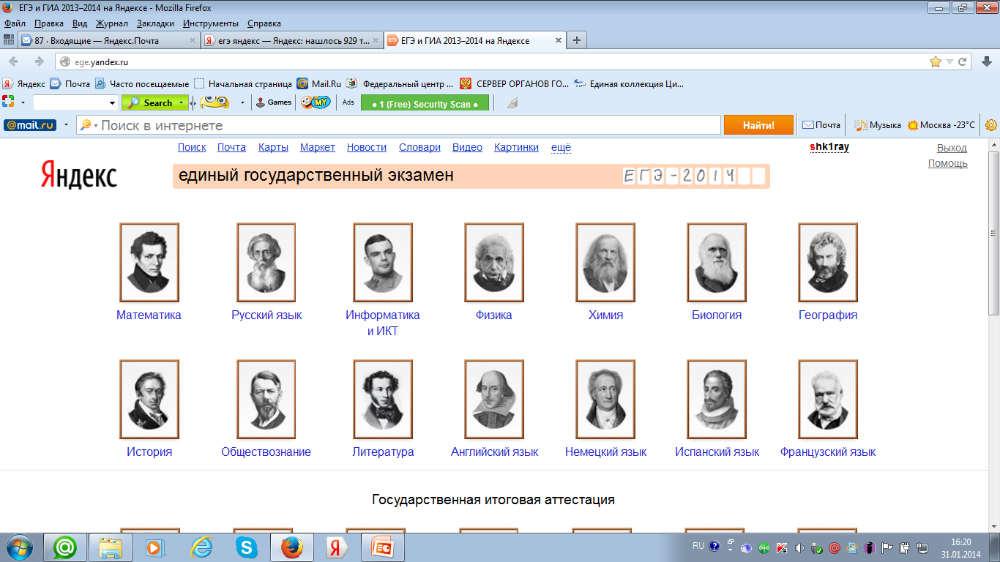 ЕГЭ и ГИА 2013–2014 на Яндексе - Mozilla Firefox
Файл Правка Вид Журнал Закладки Инструменты Справка
87 · Входящие — Яндекс.Почта егэ яндекс — Яндекс: нашлось 929 т... ЕГЭ и ГИА 2013–2014 на Яндексе
ege.yandex.ru
Яндекс Почта Часто посещаемые Начальная страница Mail.Ru Федеральный центр ... СЕРВЕР ОРГАНОВ ГО... Единая коллекция Ци...
Search Games MY Ads ● 1 (Free) Security Scan ●
@mail.ru Поиск в интернете Найти! Почта Музыка Москва -23°C
Поиск Почта Карты Маркет Новости Словари Видео Картинки ещё shk1ray Выход
Помощь
Яндекс единый государственный экзамен ЕГЭ-2014
Математика Русский язык Информатика и ИКТ Физика Химия Биология География
История Обществознание Литература Английский язык Немецкий язык Испанский язык Французский язык
Государственная итоговая аттестация
RU 16:20
31.01.2014